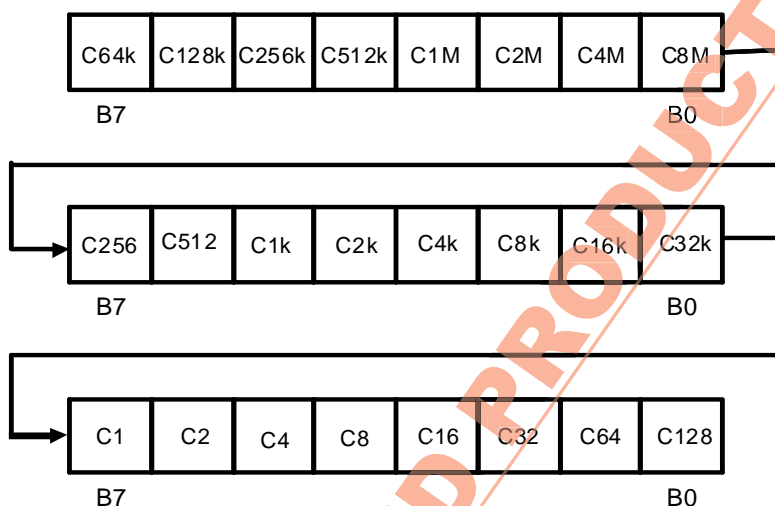 C64k C128k C256k C512k C1M C2M C4M C8M
B7 B0
C256 C512 C1k C2k C4k C8k C16k C32k
B7 B0
C1 C2 C4 C8 C16 C32 C64 C128
B7 B0
D PRODUCT